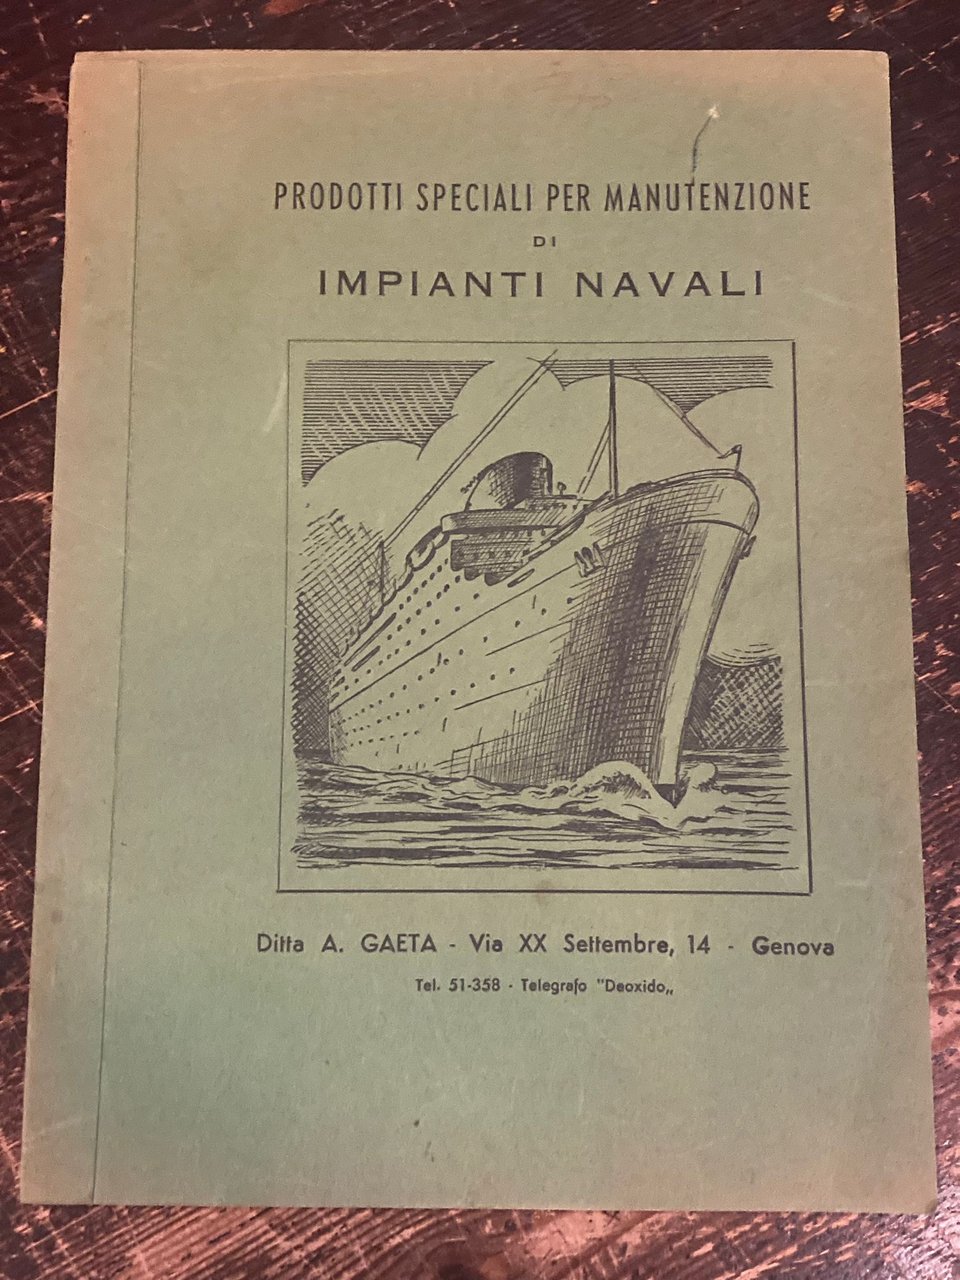 PRODOTTI SPECIALI PER MANUTENZIONE
DI
IMPIANTI NAVALI
Ditta A. GAETA - Via XX Settembre, 14 - Genova
Tel. 51-358 - Telegrafo "Deoxido„